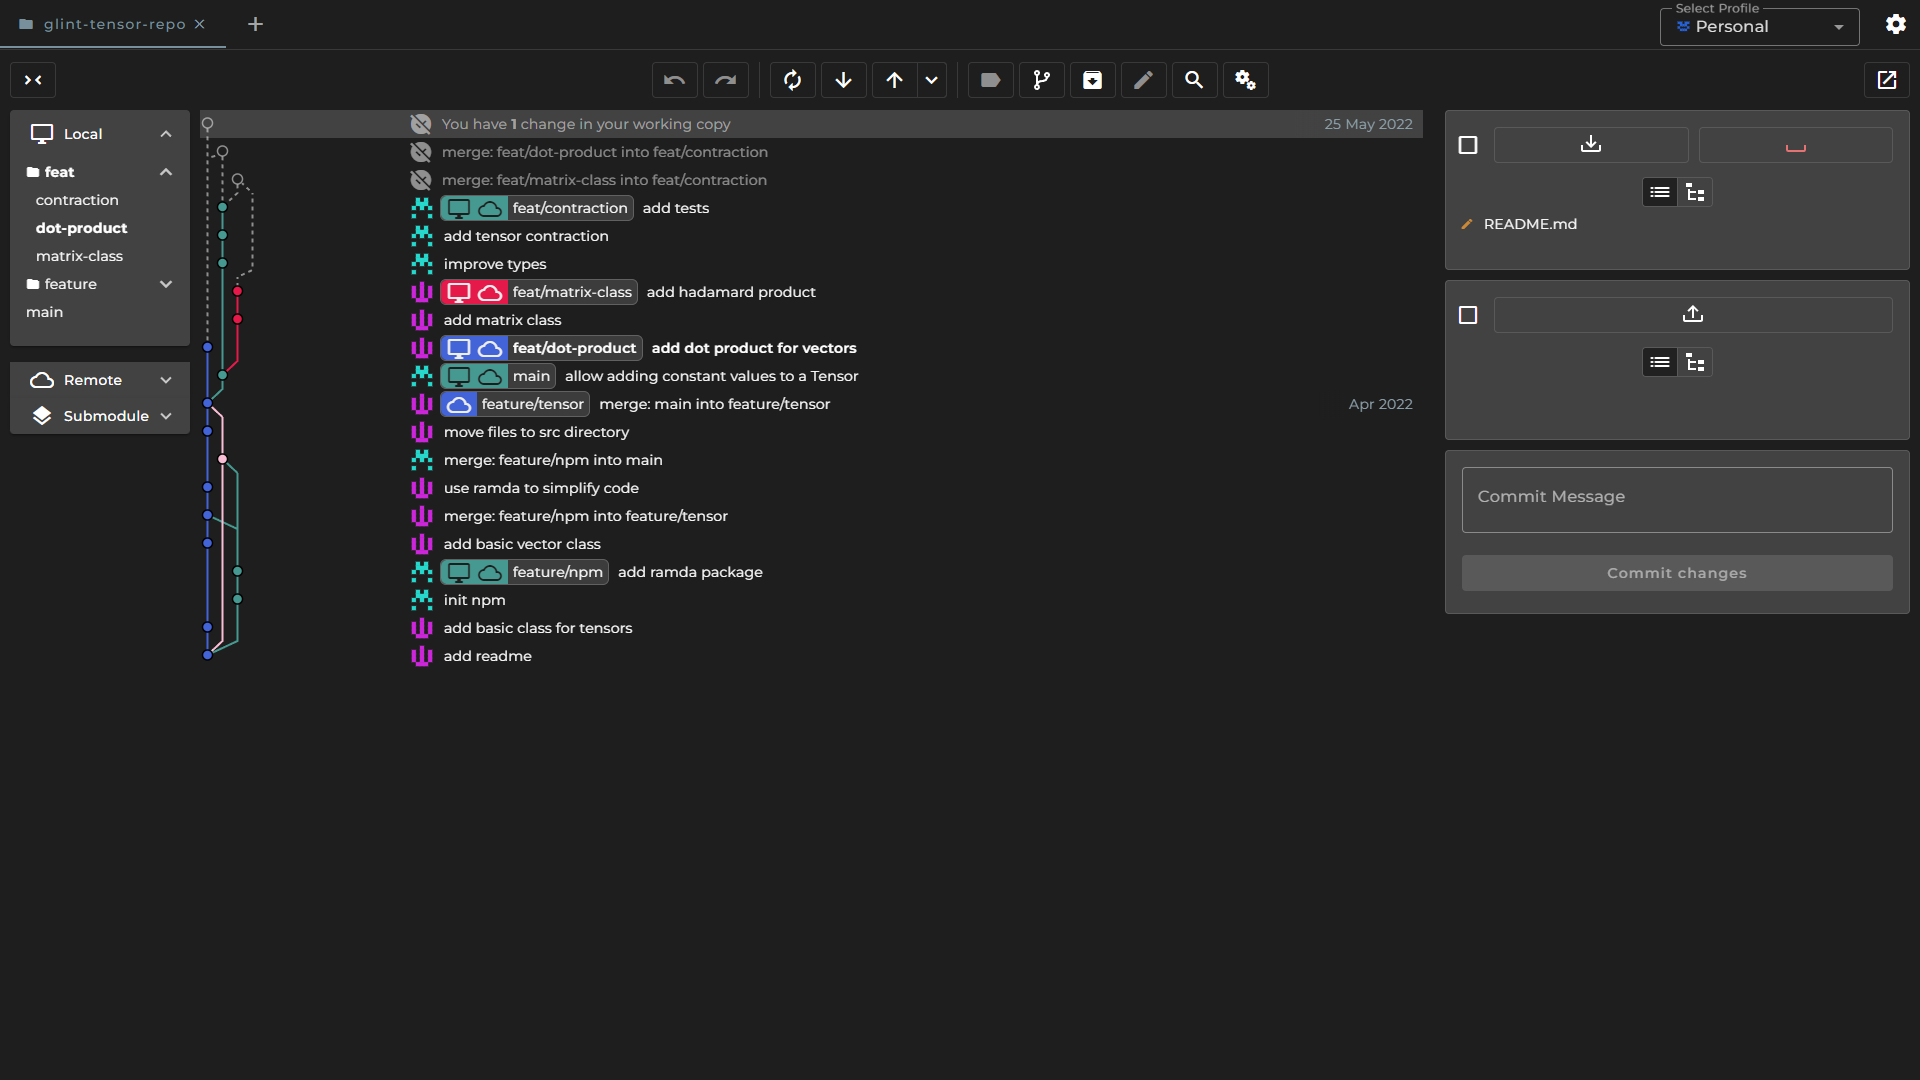 glint-tensor-repo
Select Profile
Personal
Local
feat
contraction
dot-product
matrix-class
feature
main
Remote
Submodule
You have 1 change in your working copy 25 May 2022
merge: feat/dot-product into feat/contraction
merge: feat/matrix-class into feat/contraction
feat/contraction add tests
add tensor contraction
improve types
feat/matrix-class add hadamard product
add matrix class
feat/dot-product add dot product for vectors
main allow adding constant values to a Tensor
feature/tensor merge: main into feature/tensor Apr 2022
move files to src directory
merge: feature/npm into main
use ramda to simplify code
merge: feature/npm into feature/tensor
add basic vector class
feature/npm add ramda package
init npm
add basic class for tensors
add readme
README.md
Commit Message
Commit changes